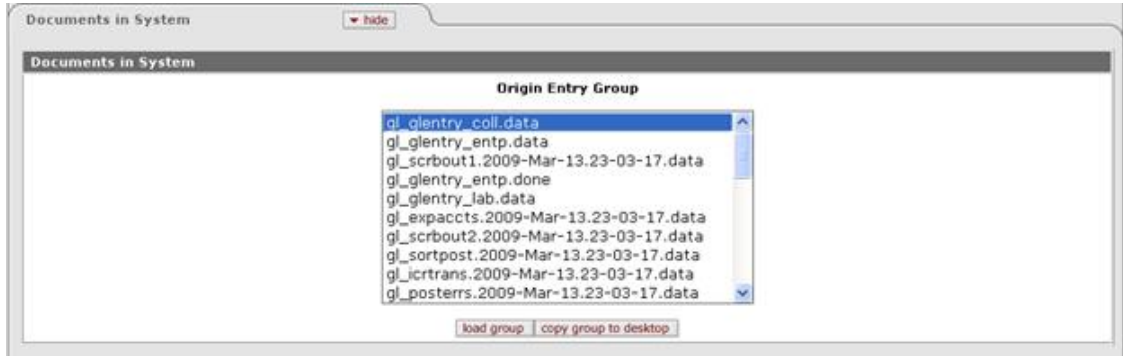 Documents in System
hide
Documents in System
Origin Entry Group
gl_glentry_coll.data
gl_glentry_entp.data
gl_scrbout1.2009-Mar-13.23-03-17.data
gl_glentry_entp.done
gl_glentry_lab.data
gl_expaccts.2009-Mar-13.23-03-17.data
gl_scrbout2.2009-Mar-13.23-03-17.data
gl_sortpost.2009-Mar-13.23-03-17.data
gl_icrtrans.2009-Mar-13.23-03-17.data
gl_posterrs.2009-Mar-13.23-03-17.data
load group copy group to desktop